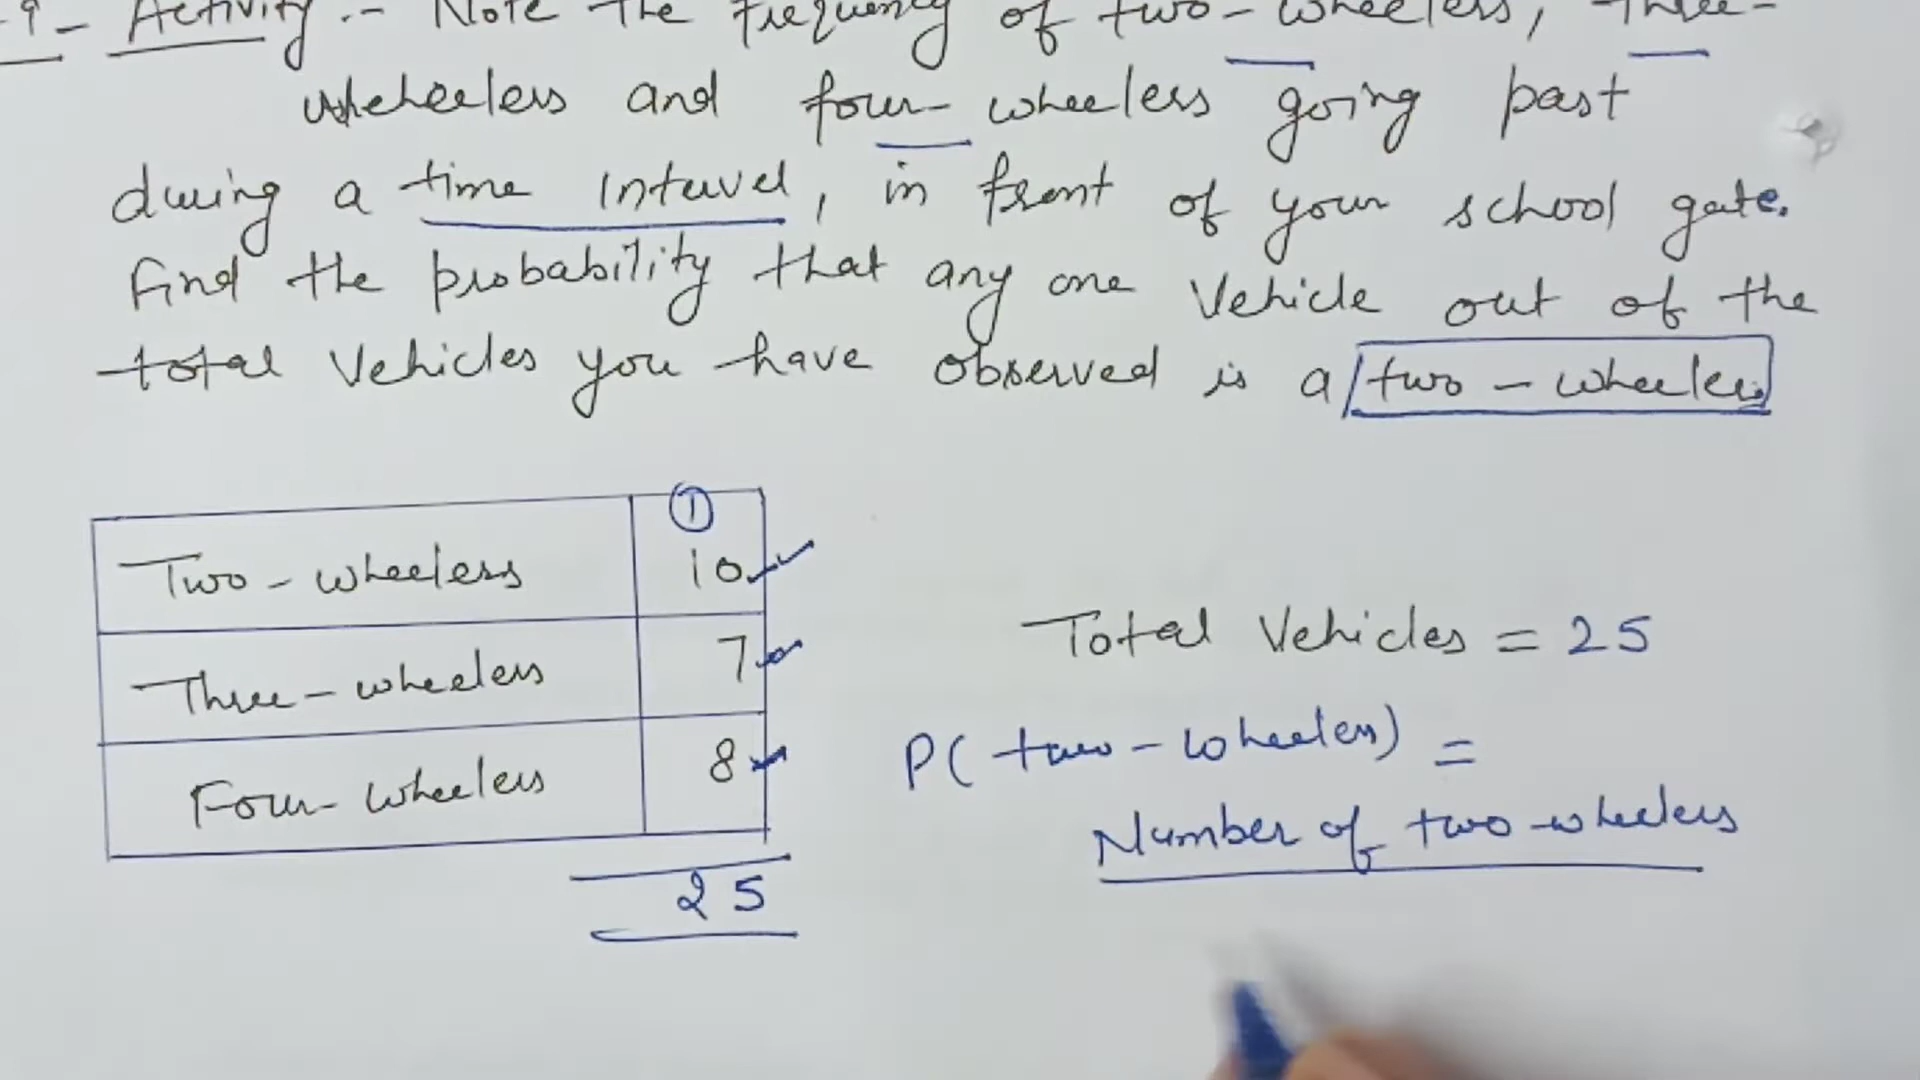 9- Activity :- Note the frequency of two-wheelers, three-
wheelers and four-wheelers going past
during a time interval, in front of your school gate.
Find the probability that any one Vehicle out of the
total Vehicles you have observed is a two-wheeler.
1
Two-wheelers 10
Three-wheelers 7
Four-wheelers 8
25
Total Vehicles = 25
P(two-wheelers) =
Number of two-wheelers